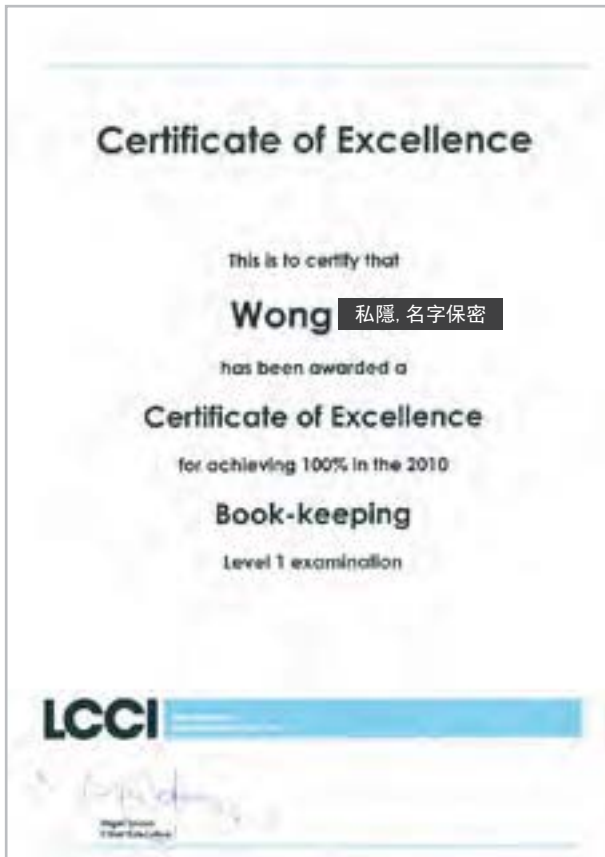 Certificate of Excellence
This is to certify that
Wong 私隱, 名字保密
has been awarded a
Certificate of Excellence
for achieving 100% in the 2010
Book-keeping
Level 1 examination
LCCI